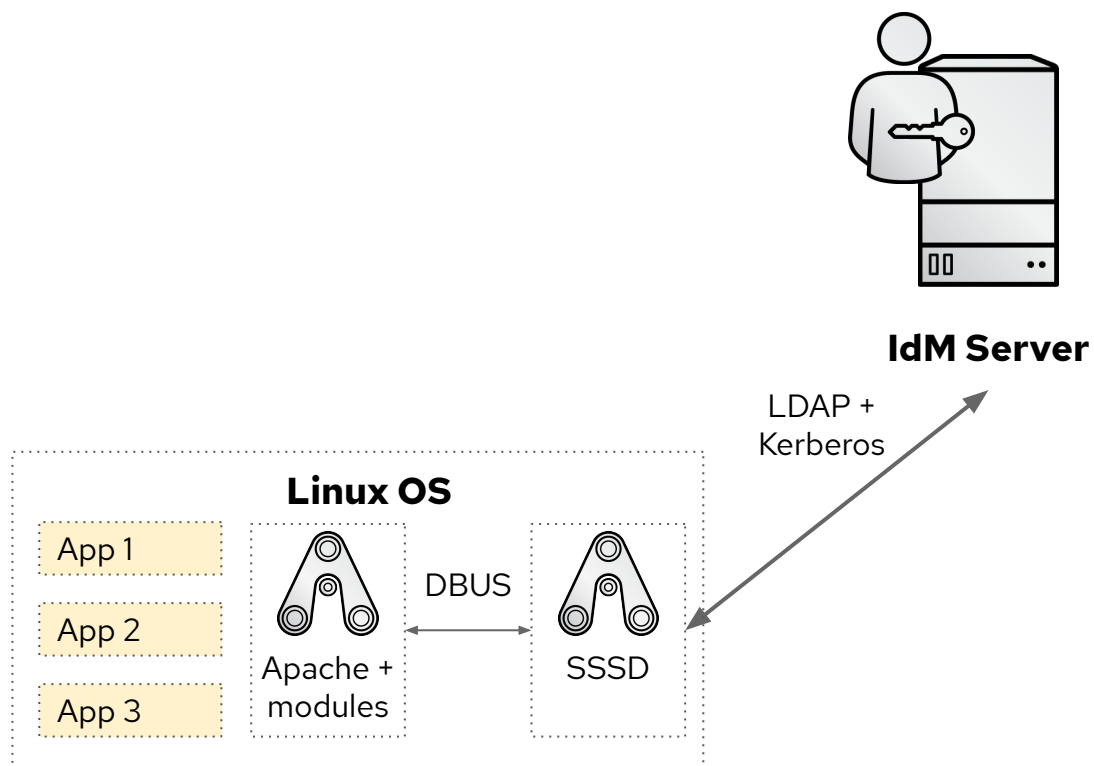 IdM Server
LDAP +
Kerberos
Linux OS
App 1
App 2
App 3
Apache +
modules
DBUS
SSSD